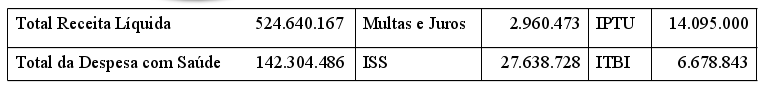 Total Receita Líquida 524.640.167 Multas e Juros 2.960.473 IPTU 14.095.000
Total da Despesa com Saúde 142.304.486 ISS 27.638.728 ITBI 6.678.843